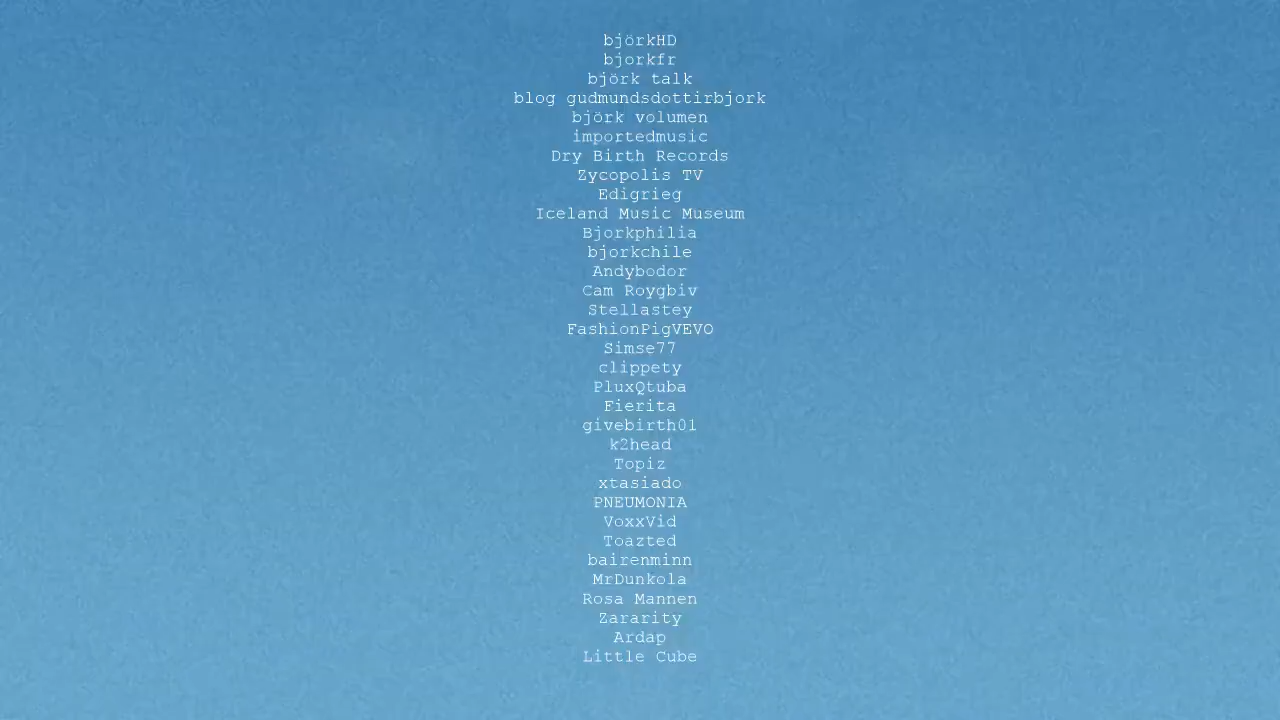 björkHD
bjorkfr
björk talk
blog gudmundsdottirbjork
björk volumen
importedmusic
Dry Birth Records
Zycopolis TV
Edigrieg
Iceland Music Museum
Bjorkphilia
bjorkchile
Andybodor
Cam Roygbiv
Stellastey
FashionPigVEVO
Simse77
clippety
PluxQtuba
Fierita
givebirth01
k2head
Topiz
xtasiado
PNEUMONIA
VoxxVid
Toazted
bairenminn
MrDunkola
Rosa Mannen
Zararity
Ardap
Little Cube